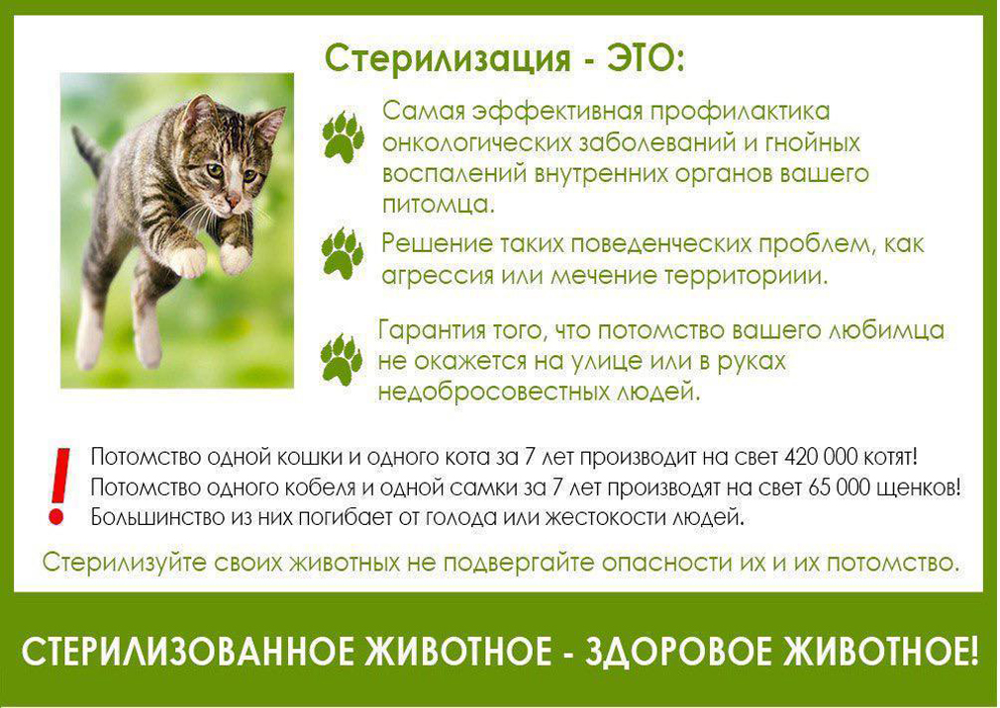 Стерилизация - ЭТО:
Самая эффективная профилактика
онкологических заболеваний и гнойных
воспалений внутренних органов вашего
питомца.
Решение таких поведенческих проблем, как
агрессия или мечение территориии.
Гарантия того, что потомство вашего любимца
не окажется на улице или в руках
недобросовестных людей.
! Потомство одной кошки и одного кота за 7 лет производит на свет 420 000 котят!
Потомство одного кобеля и одной самки за 7 лет производят на свет 65 000 щенков!
Большинство из них погибает от голода или жестокости людей.
Стерилизуйте своих животных не подвергайте опасности их и их потомство.
СТЕРИЛИЗОВАННОЕ ЖИВОТНОЕ - ЗДОРОВОЕ ЖИВОТНОЕ!